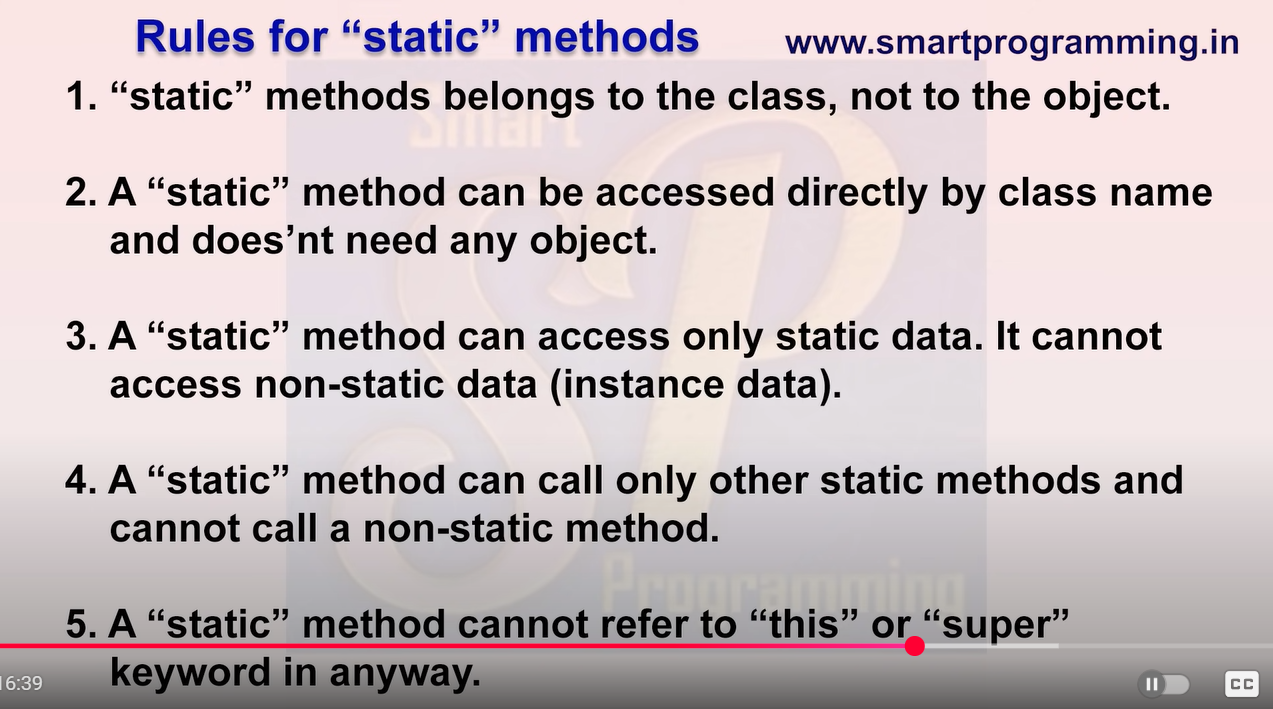 Rules for “static” methods
www.smartprogramming.in
1. “static” methods belongs to the class, not to the object.
2. A “static” method can be accessed directly by class name
and does’nt need any object.
3. A “static” method can access only static data. It cannot
access non-static data (instance data).
4. A “static” method can call only other static methods and
cannot call a non-static method.
5. A “static” method cannot refer to “this” or “super”
keyword in anyway.
Smart
SP
Programming
16:39
CC